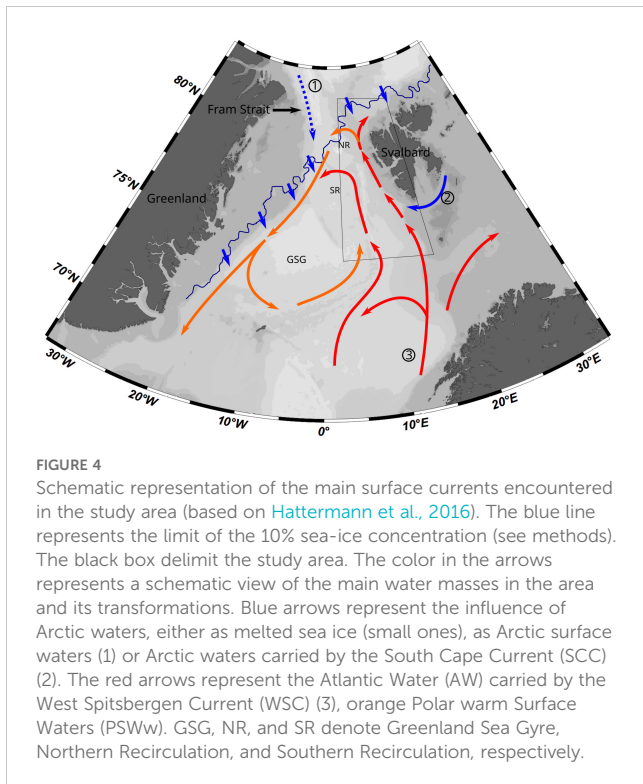 80°N
75°N
70°N
30°W
20°W
10°W
0°
10°E
20°E
30°E
①
Fram Strait
Greenland
Svalbard
NR
SR
GSG
②
③
FIGURE 4
Schematic representation of the main surface currents encountered
in the study area (based on Hattermann et al., 2016). The blue line
represents the limit of the 10% sea-ice concentration (see methods).
The black box delimit the study area. The color in the arrows
represents a schematic view of the main water masses in the area
and its transformations. Blue arrows represent the influence of
Arctic waters, either as melted sea ice (small ones), as Arctic surface
waters (1) or Arctic waters carried by the South Cape Current (SCC)
(2). The red arrows represent the Atlantic Water (AW) carried by the
West Spitsbergen Current (WSC) (3), orange Polar warm Surface
Waters (PSWw). GSG, NR, and SR denote Greenland Sea Gyre,
Northern Recirculation, and Southern Recirculation, respectively.